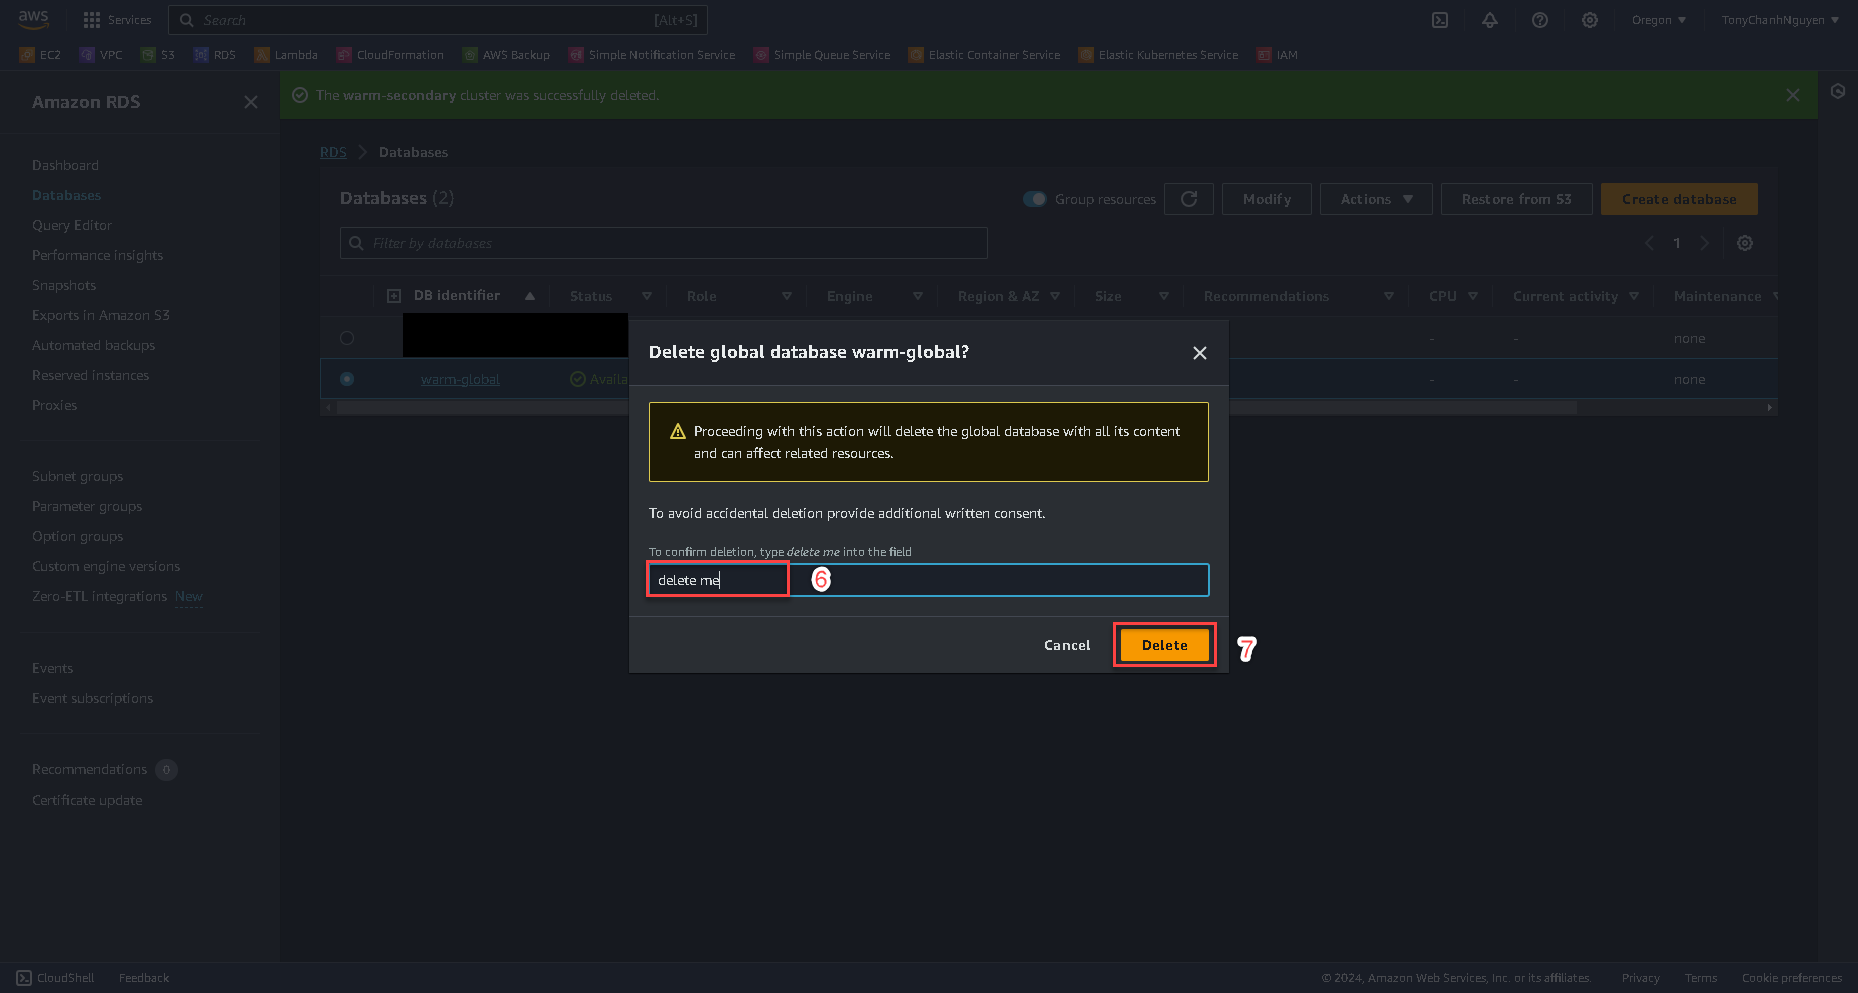 aws
Services
Search
[Alt+S]
Oregon
TonyChanhNguyen
EC2
VPC
S3
RDS
Lambda
CloudFormation
AWS Backup
Simple Notification Service
Simple Queue Service
Elastic Container Service
Elastic Kubernetes Service
IAM
Amazon RDS
Dashboard
Databases
Query Editor
Performance insights
Snapshots
Exports in Amazon S3
Automated backups
Reserved instances
Proxies
Subnet groups
Parameter groups
Option groups
Custom engine versions
Zero-ETL integrations New
Events
Event subscriptions
Recommendations 0
Certificate update
The warm-secondary cluster was successfully deleted.
RDS > Databases
Databases (2)
Group resources
Modify
Actions
Restore from S3
Create database
Filter by databases
1
DB identifier
Status
Role
Engine
Region & AZ
Size
Recommendations
CPU
Current activity
Maintenance
- - none
warm-global
- - none
Delete global database warm-global?
Proceeding with this action will delete the global database with all its content
and can affect related resources.
To avoid accidental deletion provide additional written consent.
To confirm deletion, type delete me into the field
delete me
6
Cancel
Delete
7
CloudShell
Feedback
© 2024, Amazon Web Services, Inc. or its affiliates.
Privacy
Terms
Cookie preferences